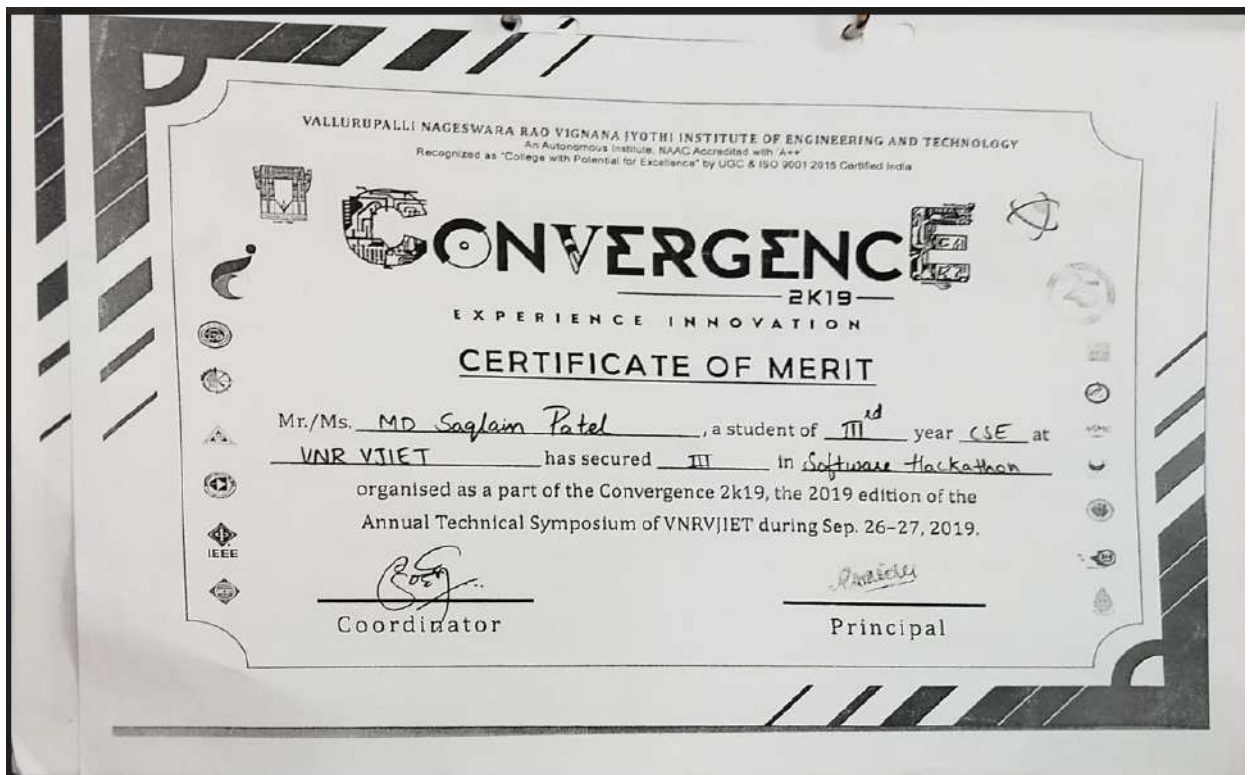 VALLURUPALLI NAGESWARA RAO VIGNANA JYOTHI INSTITUTE OF ENGINEERING AND TECHNOLOGY
An Autonomous Institute, NAAC Accredited with 'A++'
Recognized as "College with Potential for Excellence" by UGC & ISO 9001:2015 Certified India
CONVERGENCE
2K19
EXPERIENCE INNOVATION
CERTIFICATE OF MERIT
Mr./Ms. MD Saqlain Patel, a student of IIIrd year CSE at
VNR VJIET has secured III in Software Hackathon
organised as a part of the Convergence 2k19, the 2019 edition of the
Annual Technical Symposium of VNRVJIET during Sep. 26-27, 2019.
IEEE
Coordinator
Principal